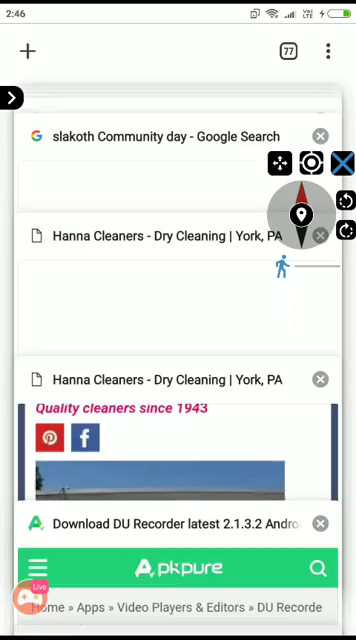 2:46
Vo) LTE
77
slakoth Community day - Google Search
Hanna Cleaners - Dry Cleaning | York, PA
Hanna Cleaners - Dry Cleaning | York, PA
Quality cleaners since 1943
Download DU Recorder latest 2.1.3.2 Andro
Apkpure
Live
Home » Apps » Video Players & Editors » DU Recorde